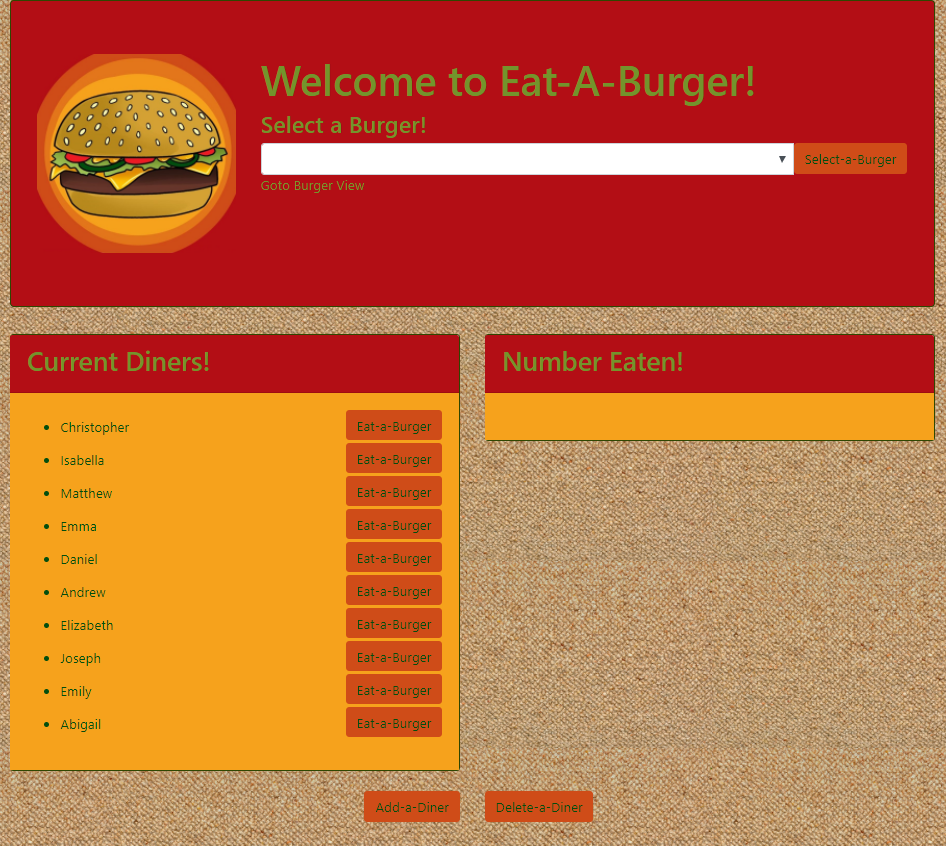 Welcome to Eat-A-Burger!
Select a Burger!
Select-a-Burger
Goto Burger View
Current Diners!
Christopher Eat-a-Burger
Isabella Eat-a-Burger
Matthew Eat-a-Burger
Emma Eat-a-Burger
Daniel Eat-a-Burger
Andrew Eat-a-Burger
Elizabeth Eat-a-Burger
Joseph Eat-a-Burger
Emily Eat-a-Burger
Abigail Eat-a-Burger
Number Eaten!
Add-a-Diner Delete-a-Diner